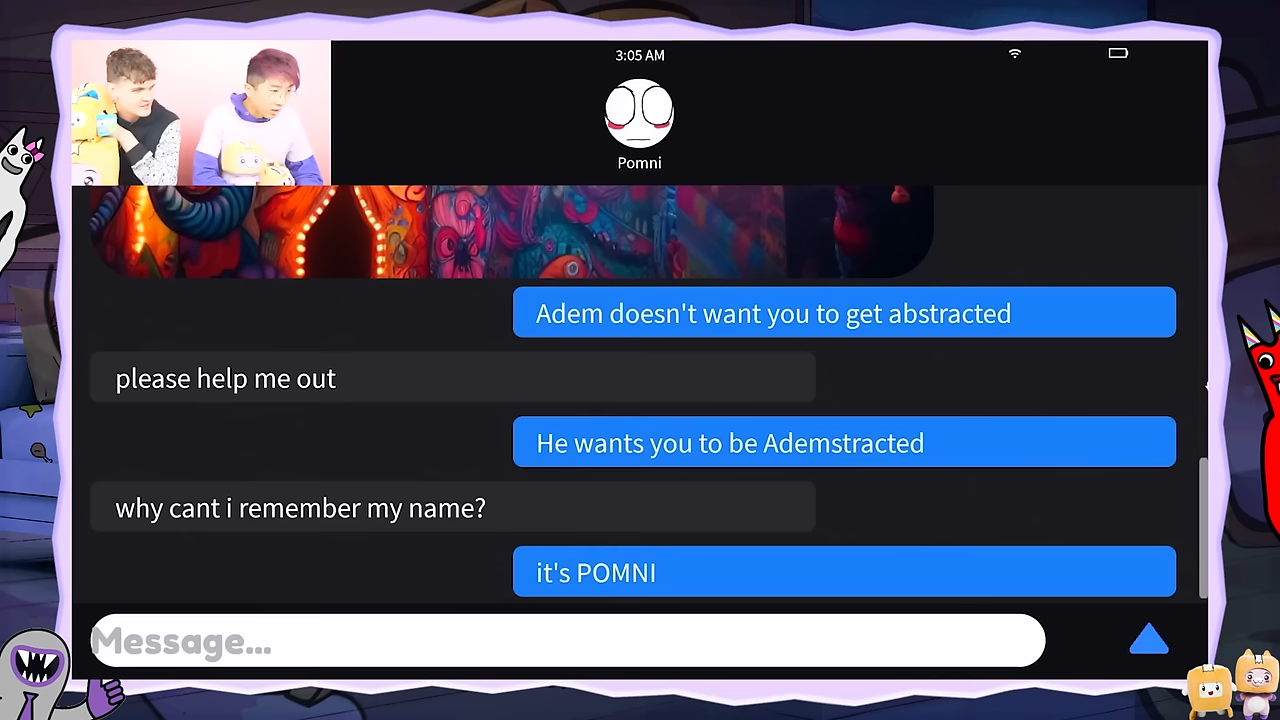 3:05 AM
Pomni
Adem doesn't want you to get abstracted
please help me out
He wants you to be Ademstracted
why cant i remember my name?
it's POMNI
Message...